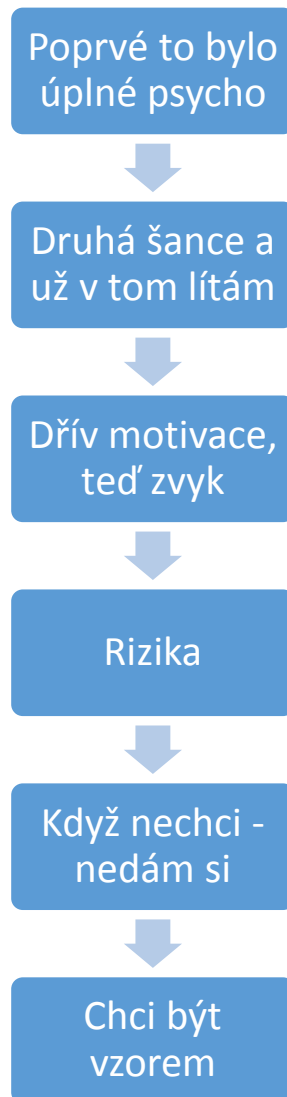 Poprvé to bylo
úplné psycho
Druhá šance a
už v tom lítám
Dřív motivace,
teď zvyk
Rizika
Když nechci -
nedám si
Chci být
vzorem